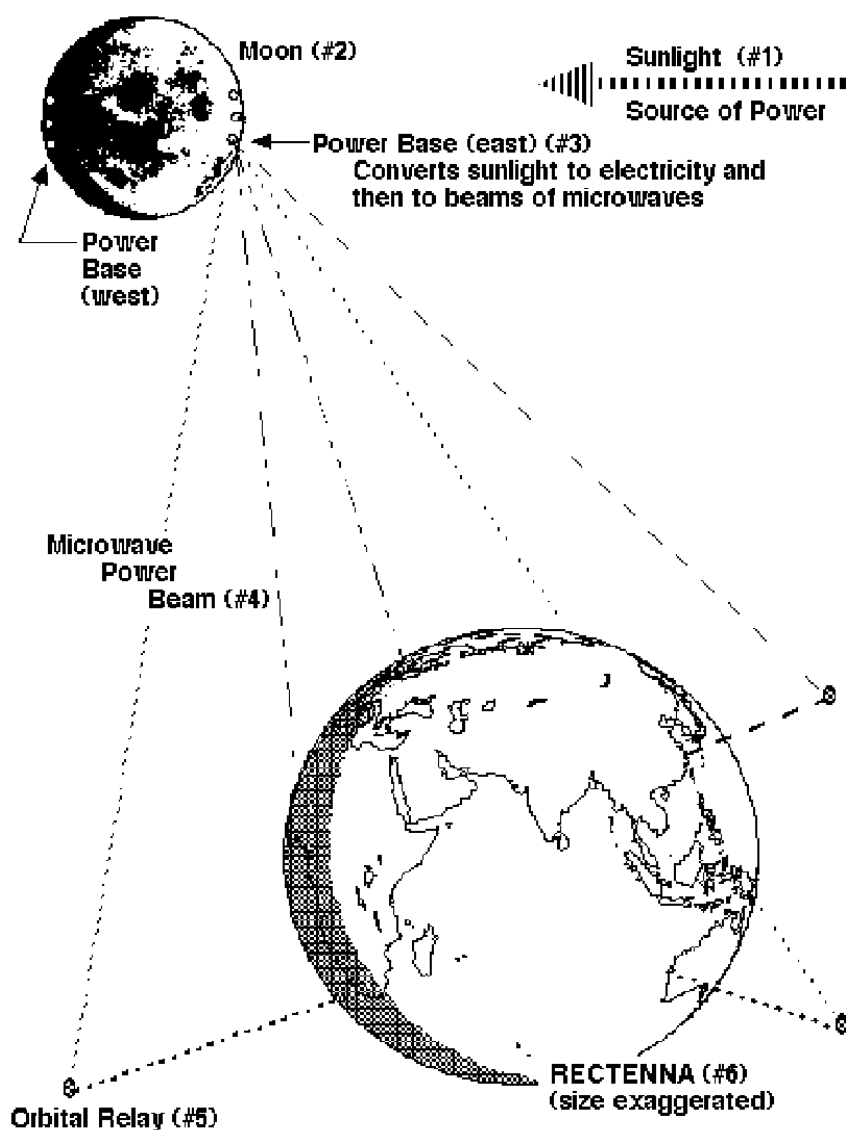 Moon (#2)
Sunlight (#1)
Source of Power
Power Base (east) (#3)
Converts sunlight to electricity and
then to beams of microwaves
Power
Base
(west)
Microwave
Power
Beam (#4)
RECTENNA (#6)
(size exaggerated)
Orbital Relay (#5)